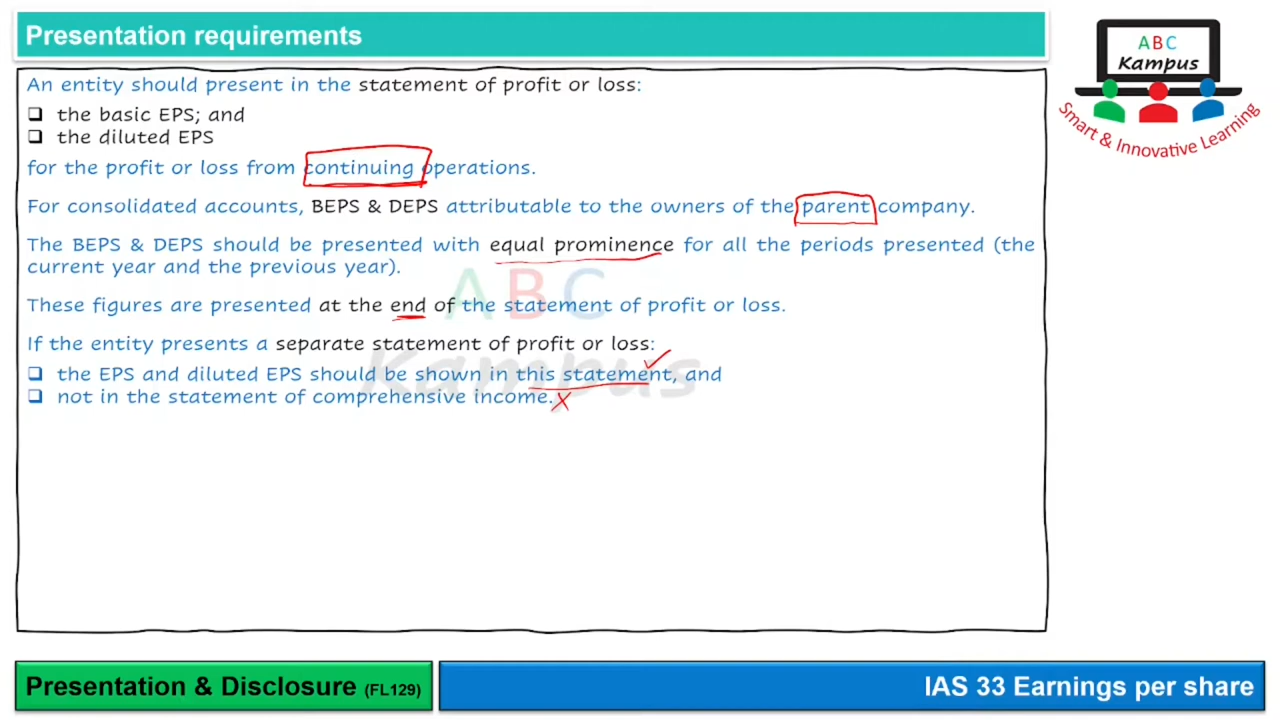 Presentation requirements
ABC
Kampus
Smart & Innovative Learning
An entity should present in the statement of profit or loss:
the basic EPS; and
the diluted EPS
for the profit or loss from continuing operations.
For consolidated accounts, BEPS & DEPS attributable to the owners of the parent company.
The BEPS & DEPS should be presented with equal prominence for all the periods presented (the
current year and the previous year).
These figures are presented at the end of the statement of profit or loss.
If the entity presents a separate statement of profit or loss:
the EPS and diluted EPS should be shown in this statement, and
not in the statement of comprehensive income.
ABC
Kampus
Presentation & Disclosure (FL129)
IAS 33 Earnings per share